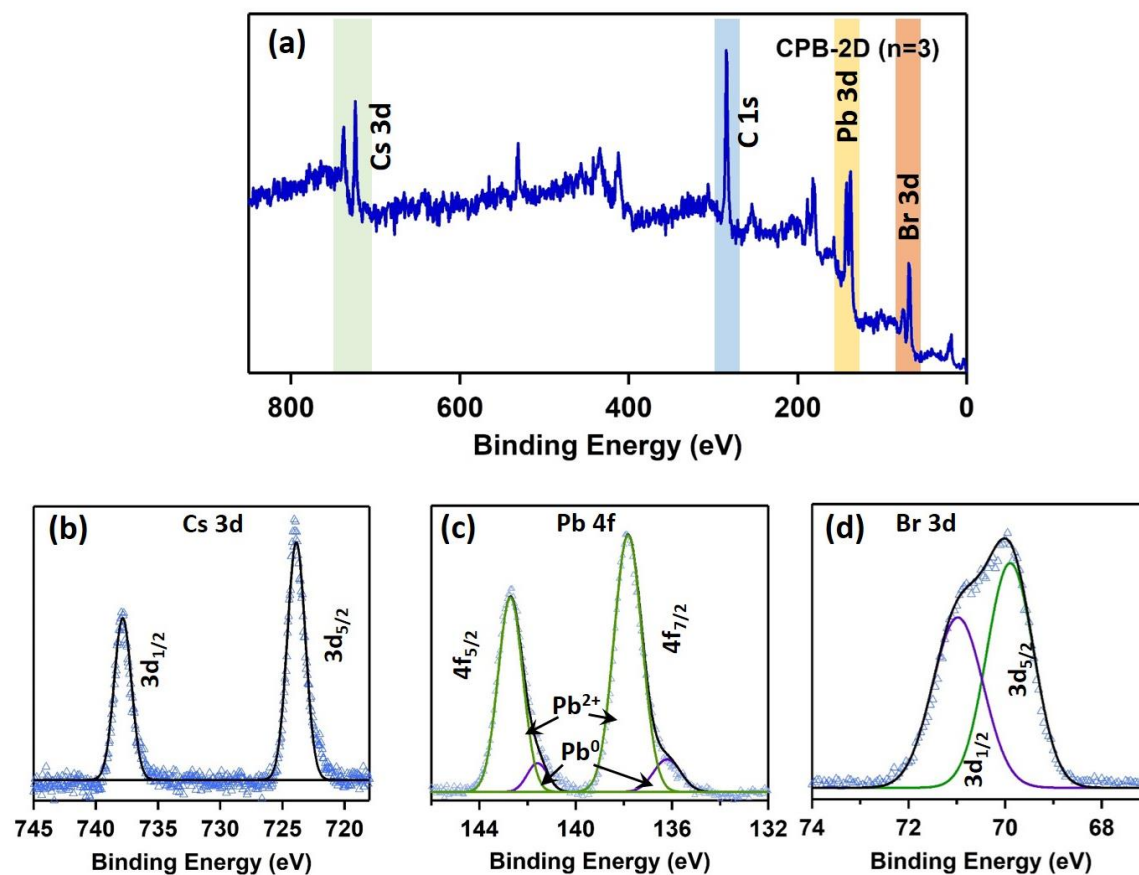 (a)
CPB-2D (n=3)
Cs 3d
C 1s
Pb 3d
Br 3d
800 600 400 200 0
Binding Energy (eV)
(b)
Cs 3d
3d1/2
3d5/2
745 740 735 730 725 720
Binding Energy (eV)
(c)
Pb 4f
4f5/2
4f7/2
Pb2+
Pb0
144 140 136 132
Binding Energy (eV)
(d)
Br 3d
3d5/2
3d1/2
74 72 70 68
Binding Energy (eV)